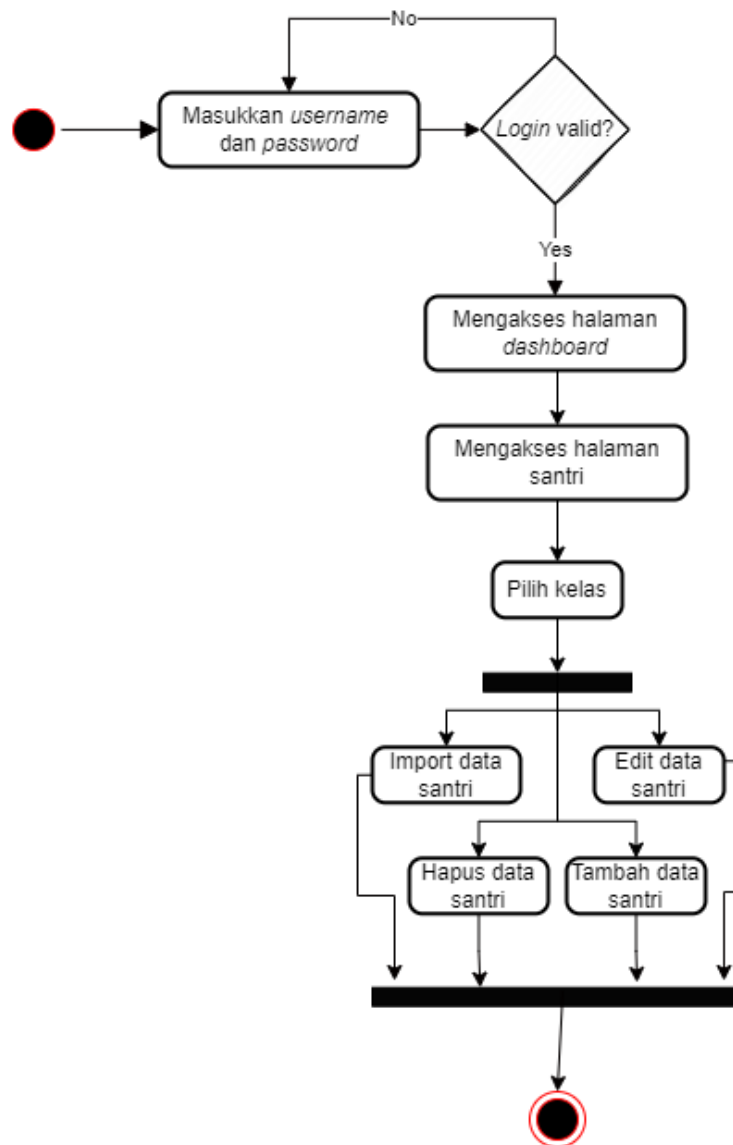 No
Masukkan username
dan password
Login valid?
Yes
Mengakses halaman
dashboard
Mengakses halaman
santri
Pilih kelas
Import data
santri
Edit data
santri
Hapus data
santri
Tambah data
santri